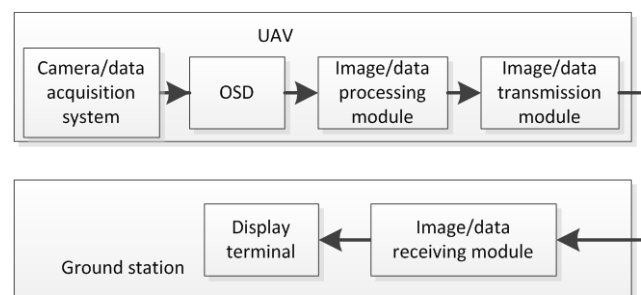 UAV
Camera/data
acquisition
system
OSD
Image/data
processing
module
Image/data
transmission
module
Display
terminal
Image/data
receiving module
Ground station